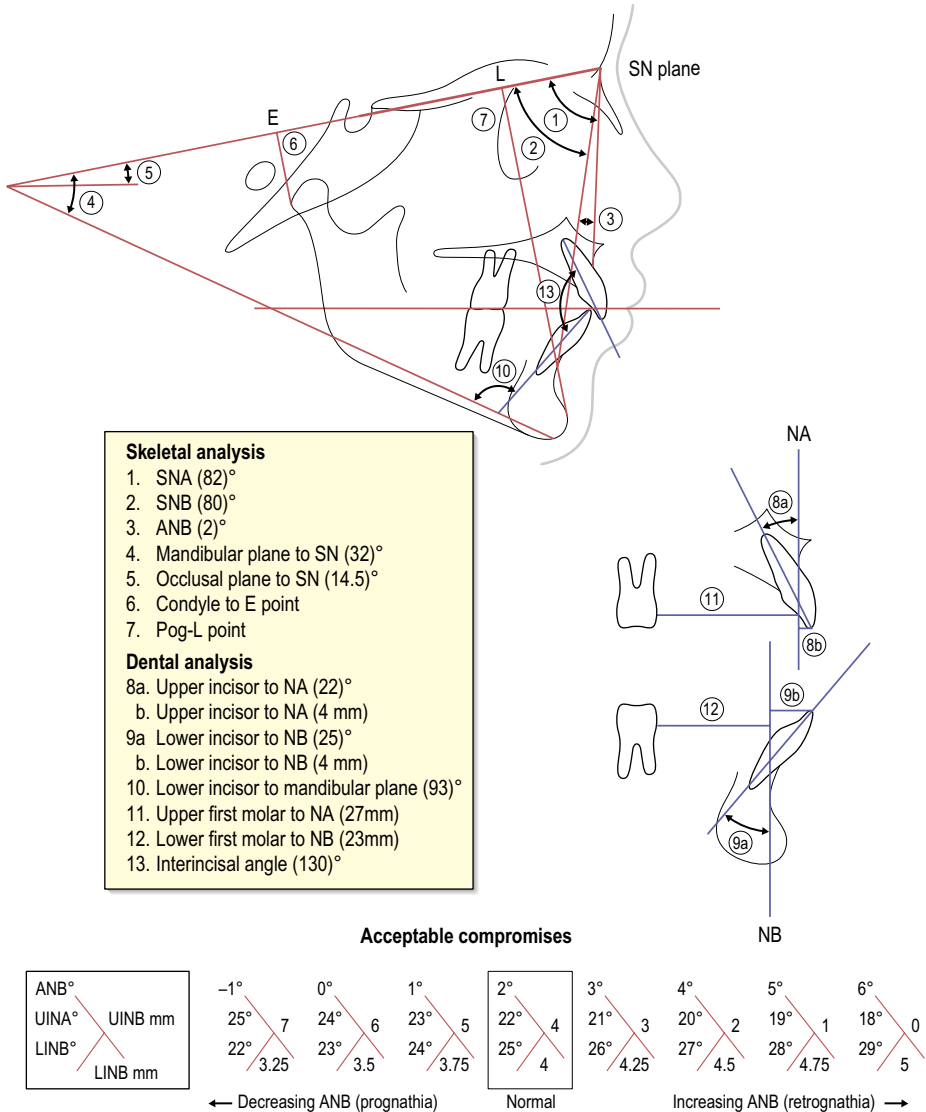 SN plane
L
E
1
7
2
6
5
4
3
13
10
Skeletal analysis
1. SNA (82)°
2. SNB (80)°
3. ANB (2)°
4. Mandibular plane to SN (32)°
5. Occlusal plane to SN (14.5)°
6. Condyle to E point
7. Pog-L point
Dental analysis
8a. Upper incisor to NA (22)°
b. Upper incisor to NA (4 mm)
9a Lower incisor to NB (25)°
b. Lower incisor to NB (4 mm)
10. Lower incisor to mandibular plane (93)°
11. Upper first molar to NA (27mm)
12. Lower first molar to NB (23mm)
13. Interincisal angle (130)°
NA
8a
11
8b
9b
12
9a
NB
Acceptable compromises
ANB° –1° 0° 1° 2° 3° 4° 5° 6°
UINA° UINB mm 25° 7 24° 6 23° 5 22° 4 21° 3 20° 2 19° 1 18° 0
LINB° 22° 23° 24° 25° 26° 27° 28° 29°
LINB mm 3.25 3.5 3.75 4 4.25 4.5 4.75 5
← Decreasing ANB (prognathia) Normal Increasing ANB (retrognathia) →